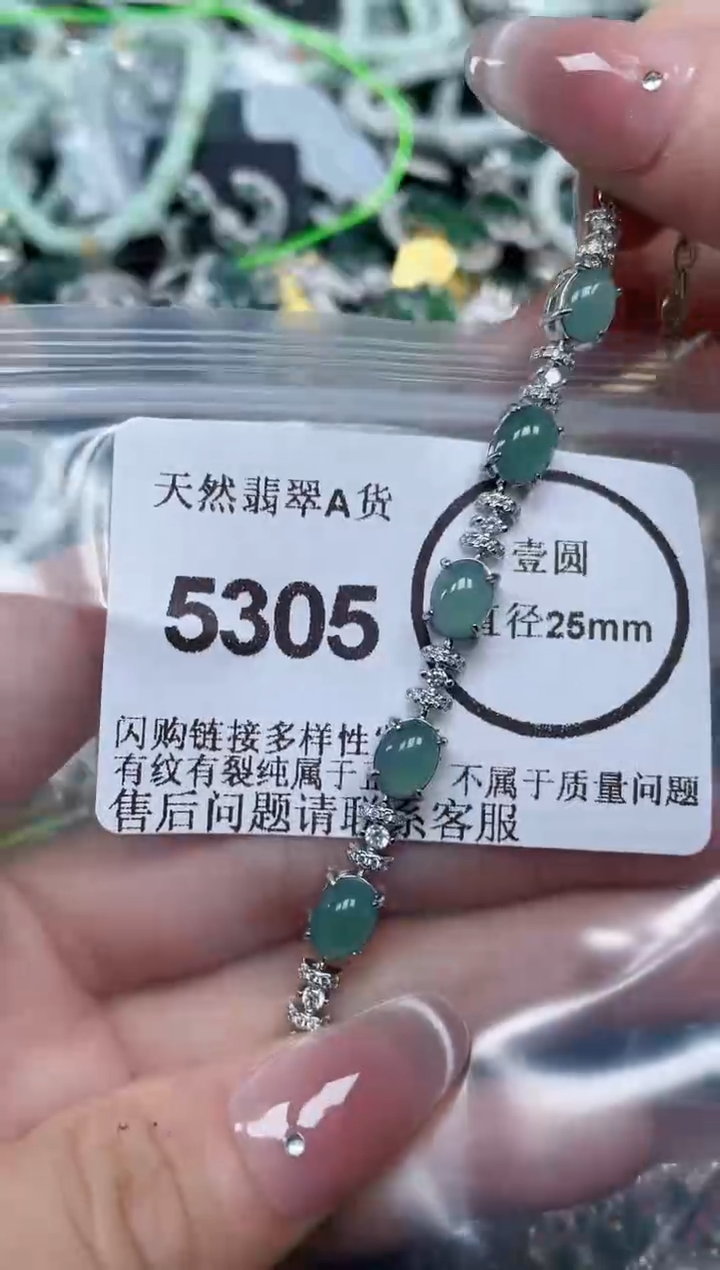 天然翡翠A货
5305
壹圆
直径25mm
闪购链接多样性
有纹有裂纯属于 不属于质量问题
售后问题请联系客服